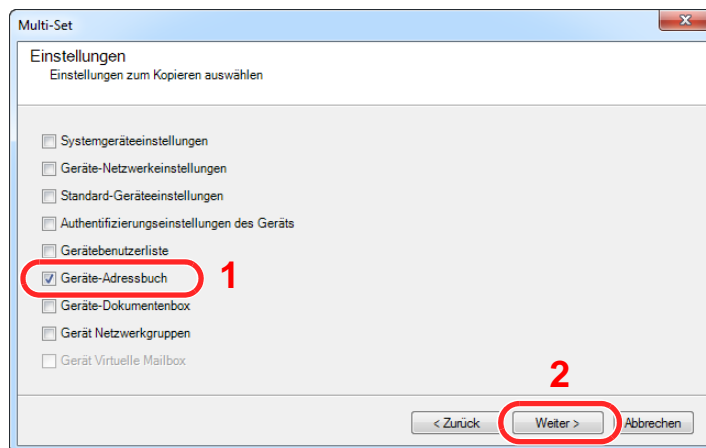 Multi-Set
Einstellungen
Einstellungen zum Kopieren auswählen
Systemgeräteeinstellungen
Geräte-Netzwerkeinstellungen
Standard-Geräteeinstellungen
Authentifizierungseinstellungen des Geräts
Gerätebenutzerliste
Geräte-Adressbuch 1
Geräte-Dokumentenbox
Gerät Netzwerkgruppen
Gerät Virtuelle Mailbox
2
< Zurück Weiter > Abbrechen